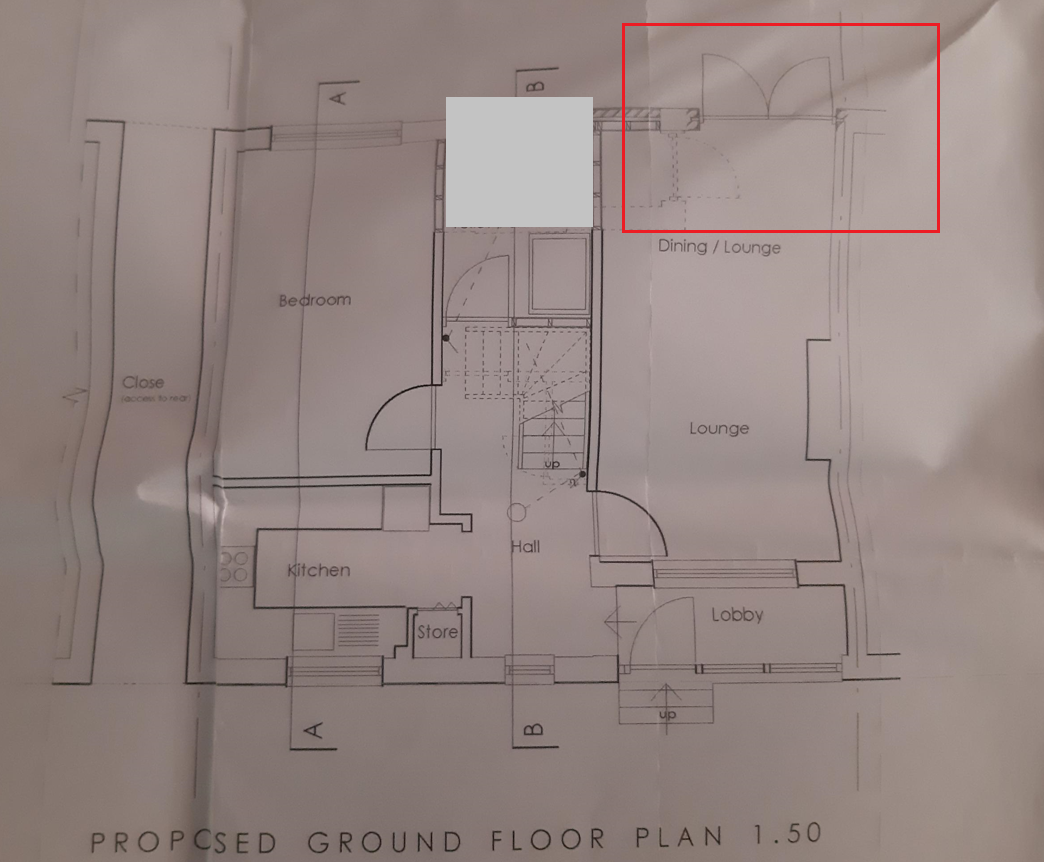 A
B
Dining / Lounge
Bedroom
Close
(access to rear)
Lounge
up
Hall
Kitchen
Lobby
Store
up
A
B
PROPOSED GROUND FLOOR PLAN 1.50